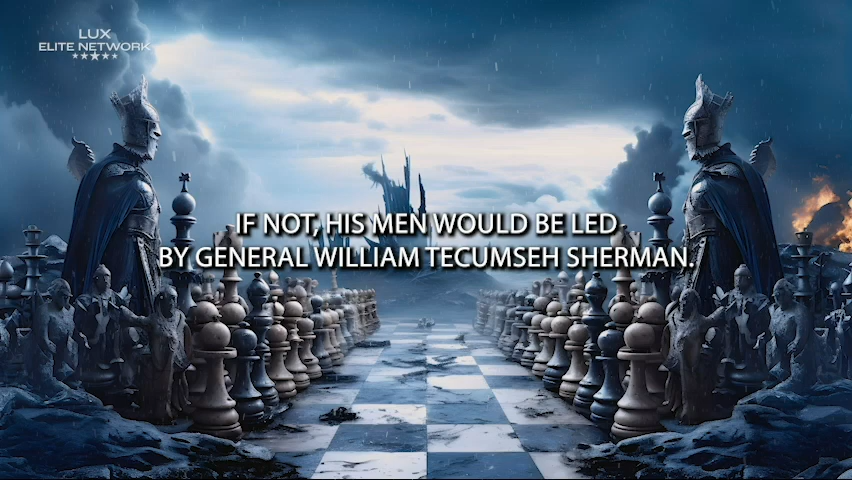 LUX
ELITE NETWORK
IF NOT, HIS MEN WOULD BE LED
BY GENERAL WILLIAM TECUMSEH SHERMAN.